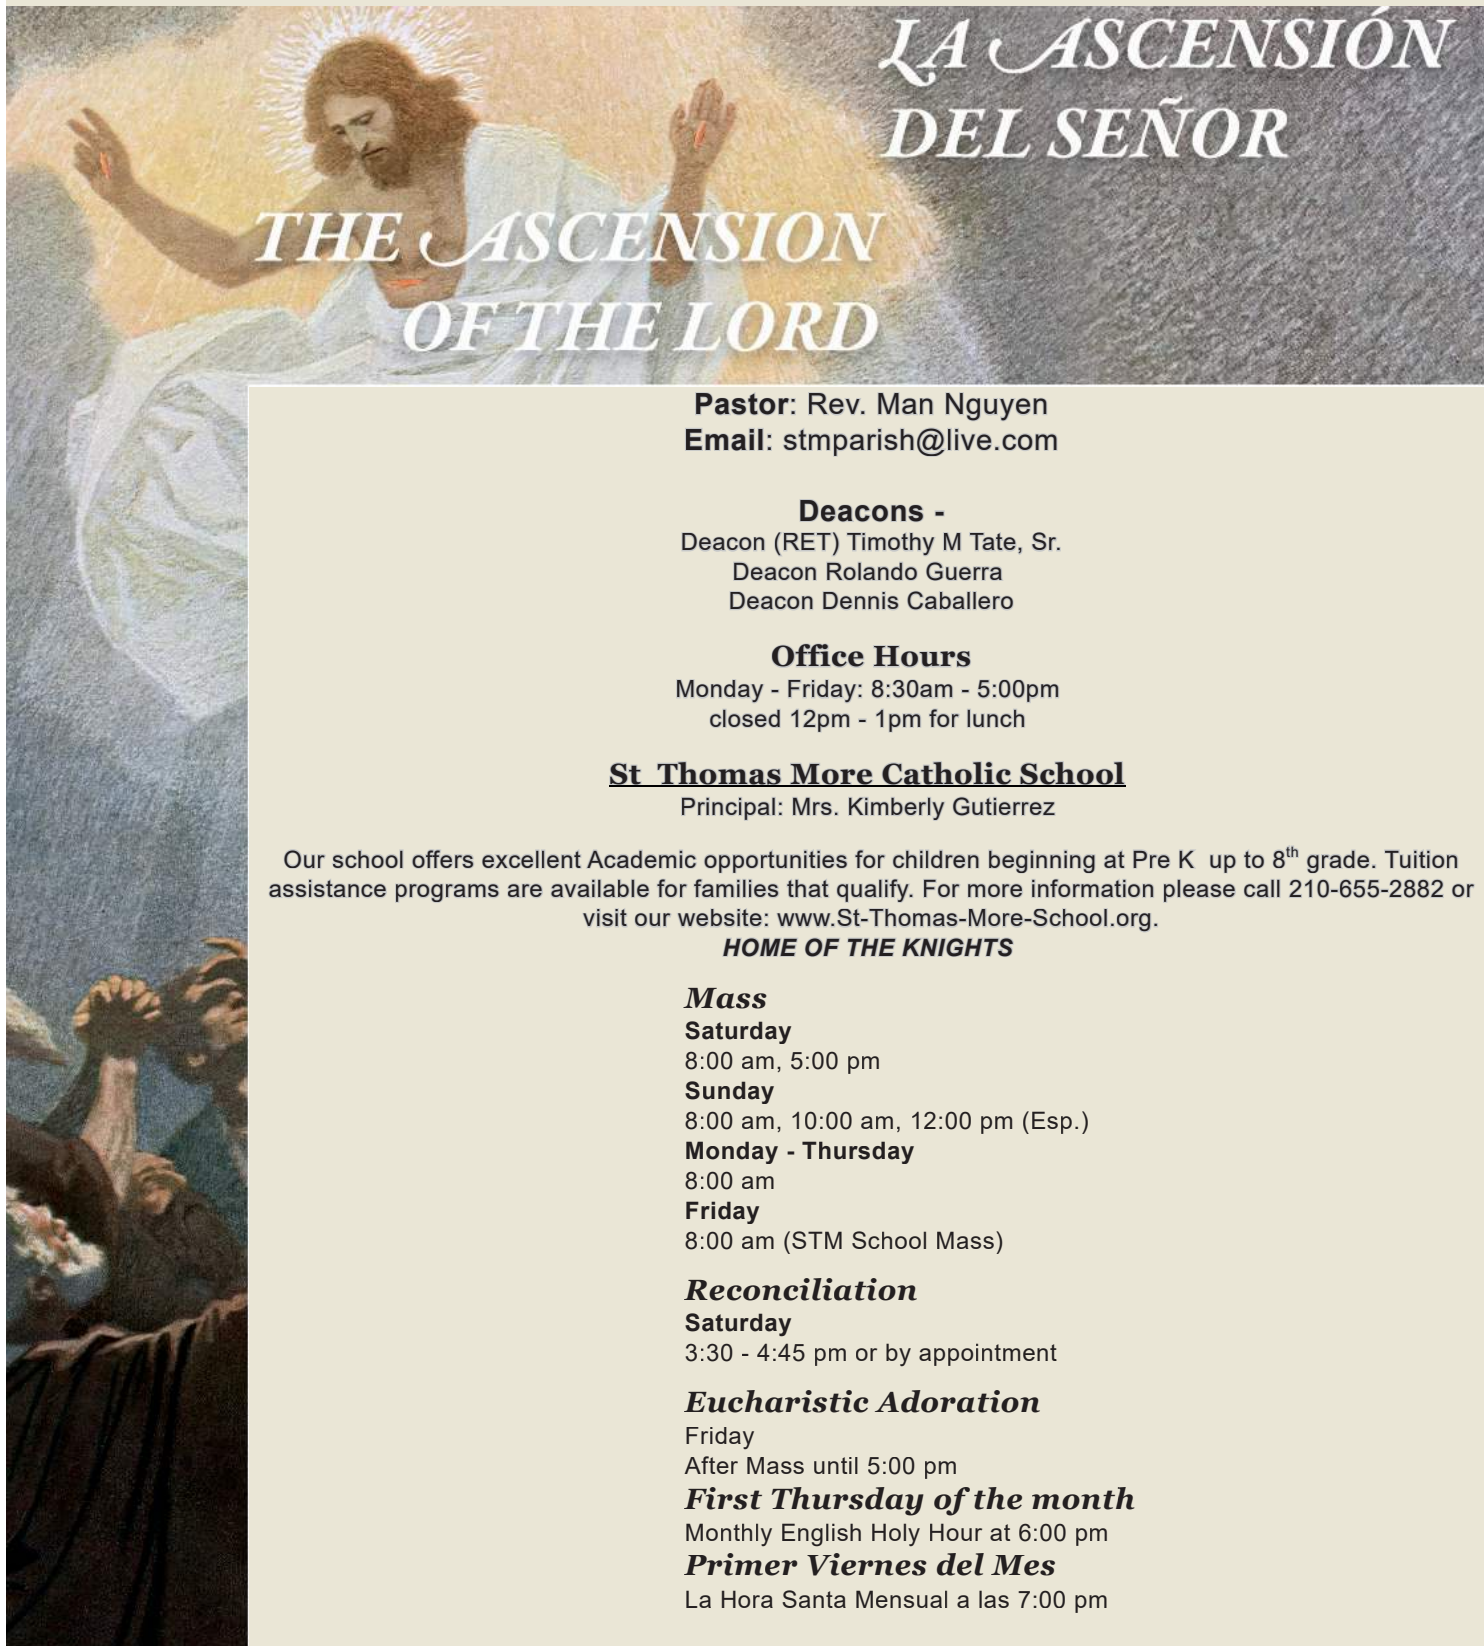 LA ASCENSIÓN
DEL SEÑOR
THE ASCENSION
OF THE LORD
Pastor: Rev. Man Nguyen
Email: stmparish@live.com
Deacons -
Deacon (RET) Timothy M Tate, Sr.
Deacon Rolando Guerra
Deacon Dennis Caballero
Office Hours
Monday - Friday: 8:30am - 5:00pm
closed 12pm - 1pm for lunch
St Thomas More Catholic School
Principal: Mrs. Kimberly Gutierrez
Our school offers excellent Academic opportunities for children beginning at Pre K up to 8th grade. Tuition
assistance programs are available for families that qualify. For more information please call 210-655-2882 or
visit our website: www.St-Thomas-More-School.org.
HOME OF THE KNIGHTS
Mass
Saturday
8:00 am, 5:00 pm
Sunday
8:00 am, 10:00 am, 12:00 pm (Esp.)
Monday - Thursday
8:00 am
Friday
8:00 am (STM School Mass)
Reconciliation
Saturday
3:30 - 4:45 pm or by appointment
Eucharistic Adoration
Friday
After Mass until 5:00 pm
First Thursday of the month
Monthly English Holy Hour at 6:00 pm
Primer Viernes del Mes
La Hora Santa Mensual a las 7:00 pm